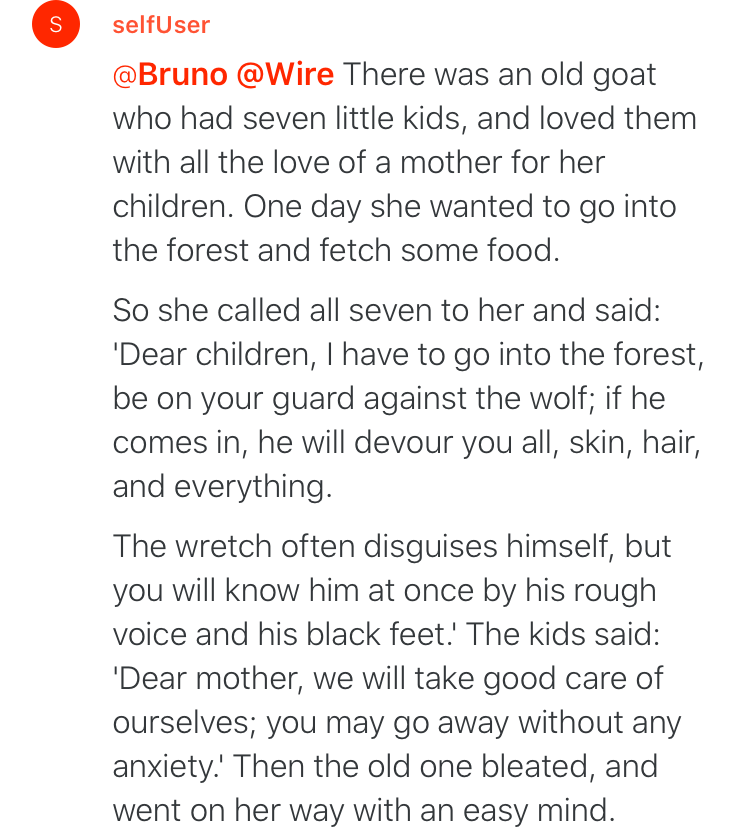 S
selfUser
@Bruno @Wire There was an old goat
who had seven little kids, and loved them
with all the love of a mother for her
children. One day she wanted to go into
the forest and fetch some food.
So she called all seven to her and said:
'Dear children, I have to go into the forest,
be on your guard against the wolf; if he
comes in, he will devour you all, skin, hair,
and everything.
The wretch often disguises himself, but
you will know him at once by his rough
voice and his black feet.' The kids said:
'Dear mother, we will take good care of
ourselves; you may go away without any
anxiety.' Then the old one bleated, and
went on her way with an easy mind.